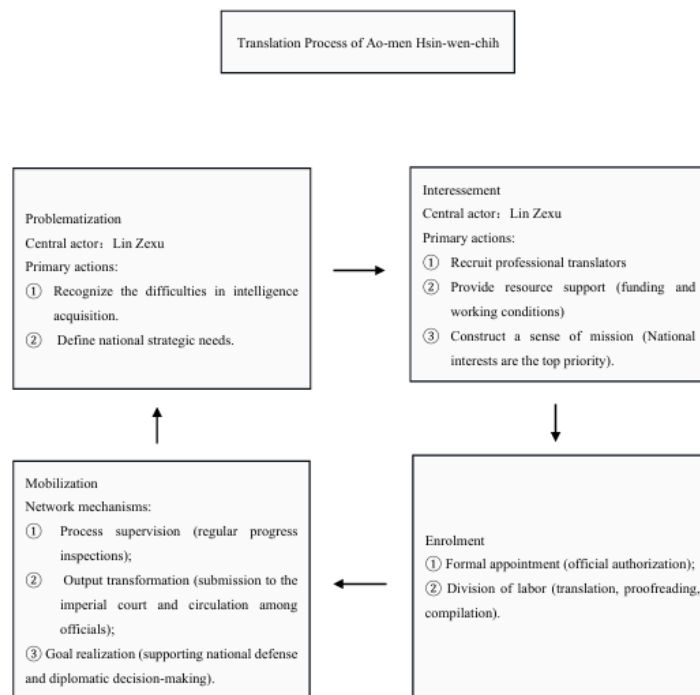 Translation Process of Ao-men Hsin-wen-chih
Problematization
Central actor：Lin Zexu
Primary actions:
① Recognize the difficulties in intelligence
acquisition.
② Define national strategic needs.
Interessement
Central actor：Lin Zexu
Primary actions:
① Recruit professional translators
② Provide resource support (funding and
working conditions)
③ Construct a sense of mission (National
interests are the top priority).
Enrolment
① Formal appointment (official authorization);
② Division of labor (translation, proofreading,
compilation).
Mobilization
Network mechanisms:
① Process supervision (regular progress
inspections);
② Output transformation (submission to the
imperial court and circulation among
officials);
③ Goal realization (supporting national defense
and diplomatic decision-making).